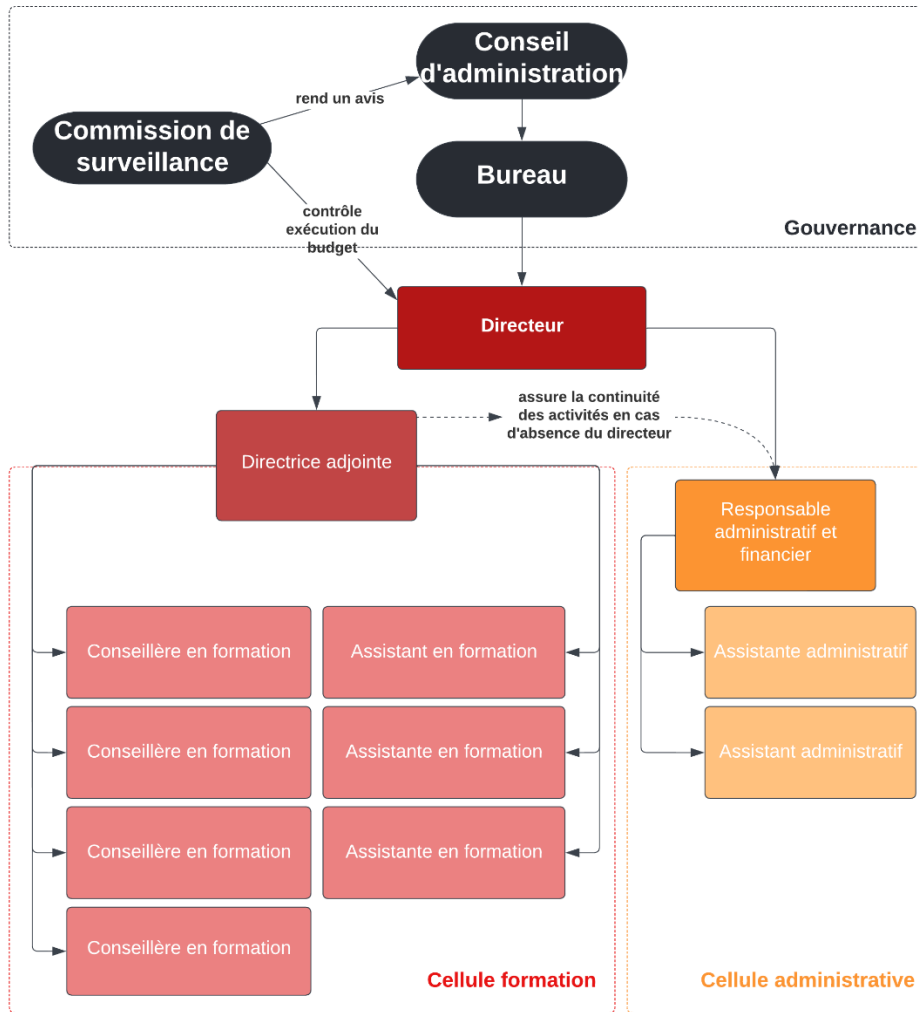 Conseil
d'administration
rend un avis
Commission de
surveillance
Bureau
contrôle
exécution du
budget
Gouvernance
Directeur
assure la continuité
des activités en cas
d'absence du directeur
Directrice adjointe
Responsable
administratif et
financier
Conseillère en formation
Assistant en formation
Assistante administratif
Conseillère en formation
Assistante en formation
Assistant administratif
Conseillère en formation
Assistante en formation
Conseillère en formation
Cellule formation
Cellule administrative